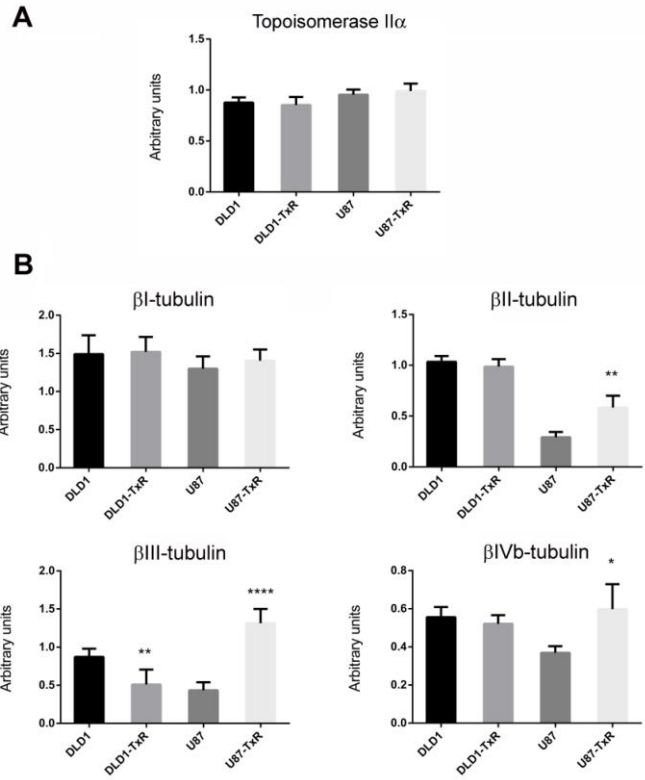 A
Topoisomerase IIα
Arbitrary units
1.5
1.0
0.5
0.0
DLD1
DLD1-TxR
U87
U87-TxR
B
βI-tubulin
Arbitrary units
2.0
1.5
1.0
0.5
0.0
DLD1
DLD1-TxR
U87
U87-TxR
βII-tubulin
Arbitrary units
1.5
1.0
0.5
0.0
**
DLD1
DLD1-TxR
U87
U87-TxR
βIII-tubulin
Arbitrary units
2.0
1.5
1.0
0.5
0.0
**
****
DLD1
DLD1-TxR
U87
U87-TxR
βIVb-tubulin
Arbitrary units
0.8
0.6
0.4
0.2
0.0
*
DLD1
DLD1-TxR
U87
U87-TxR